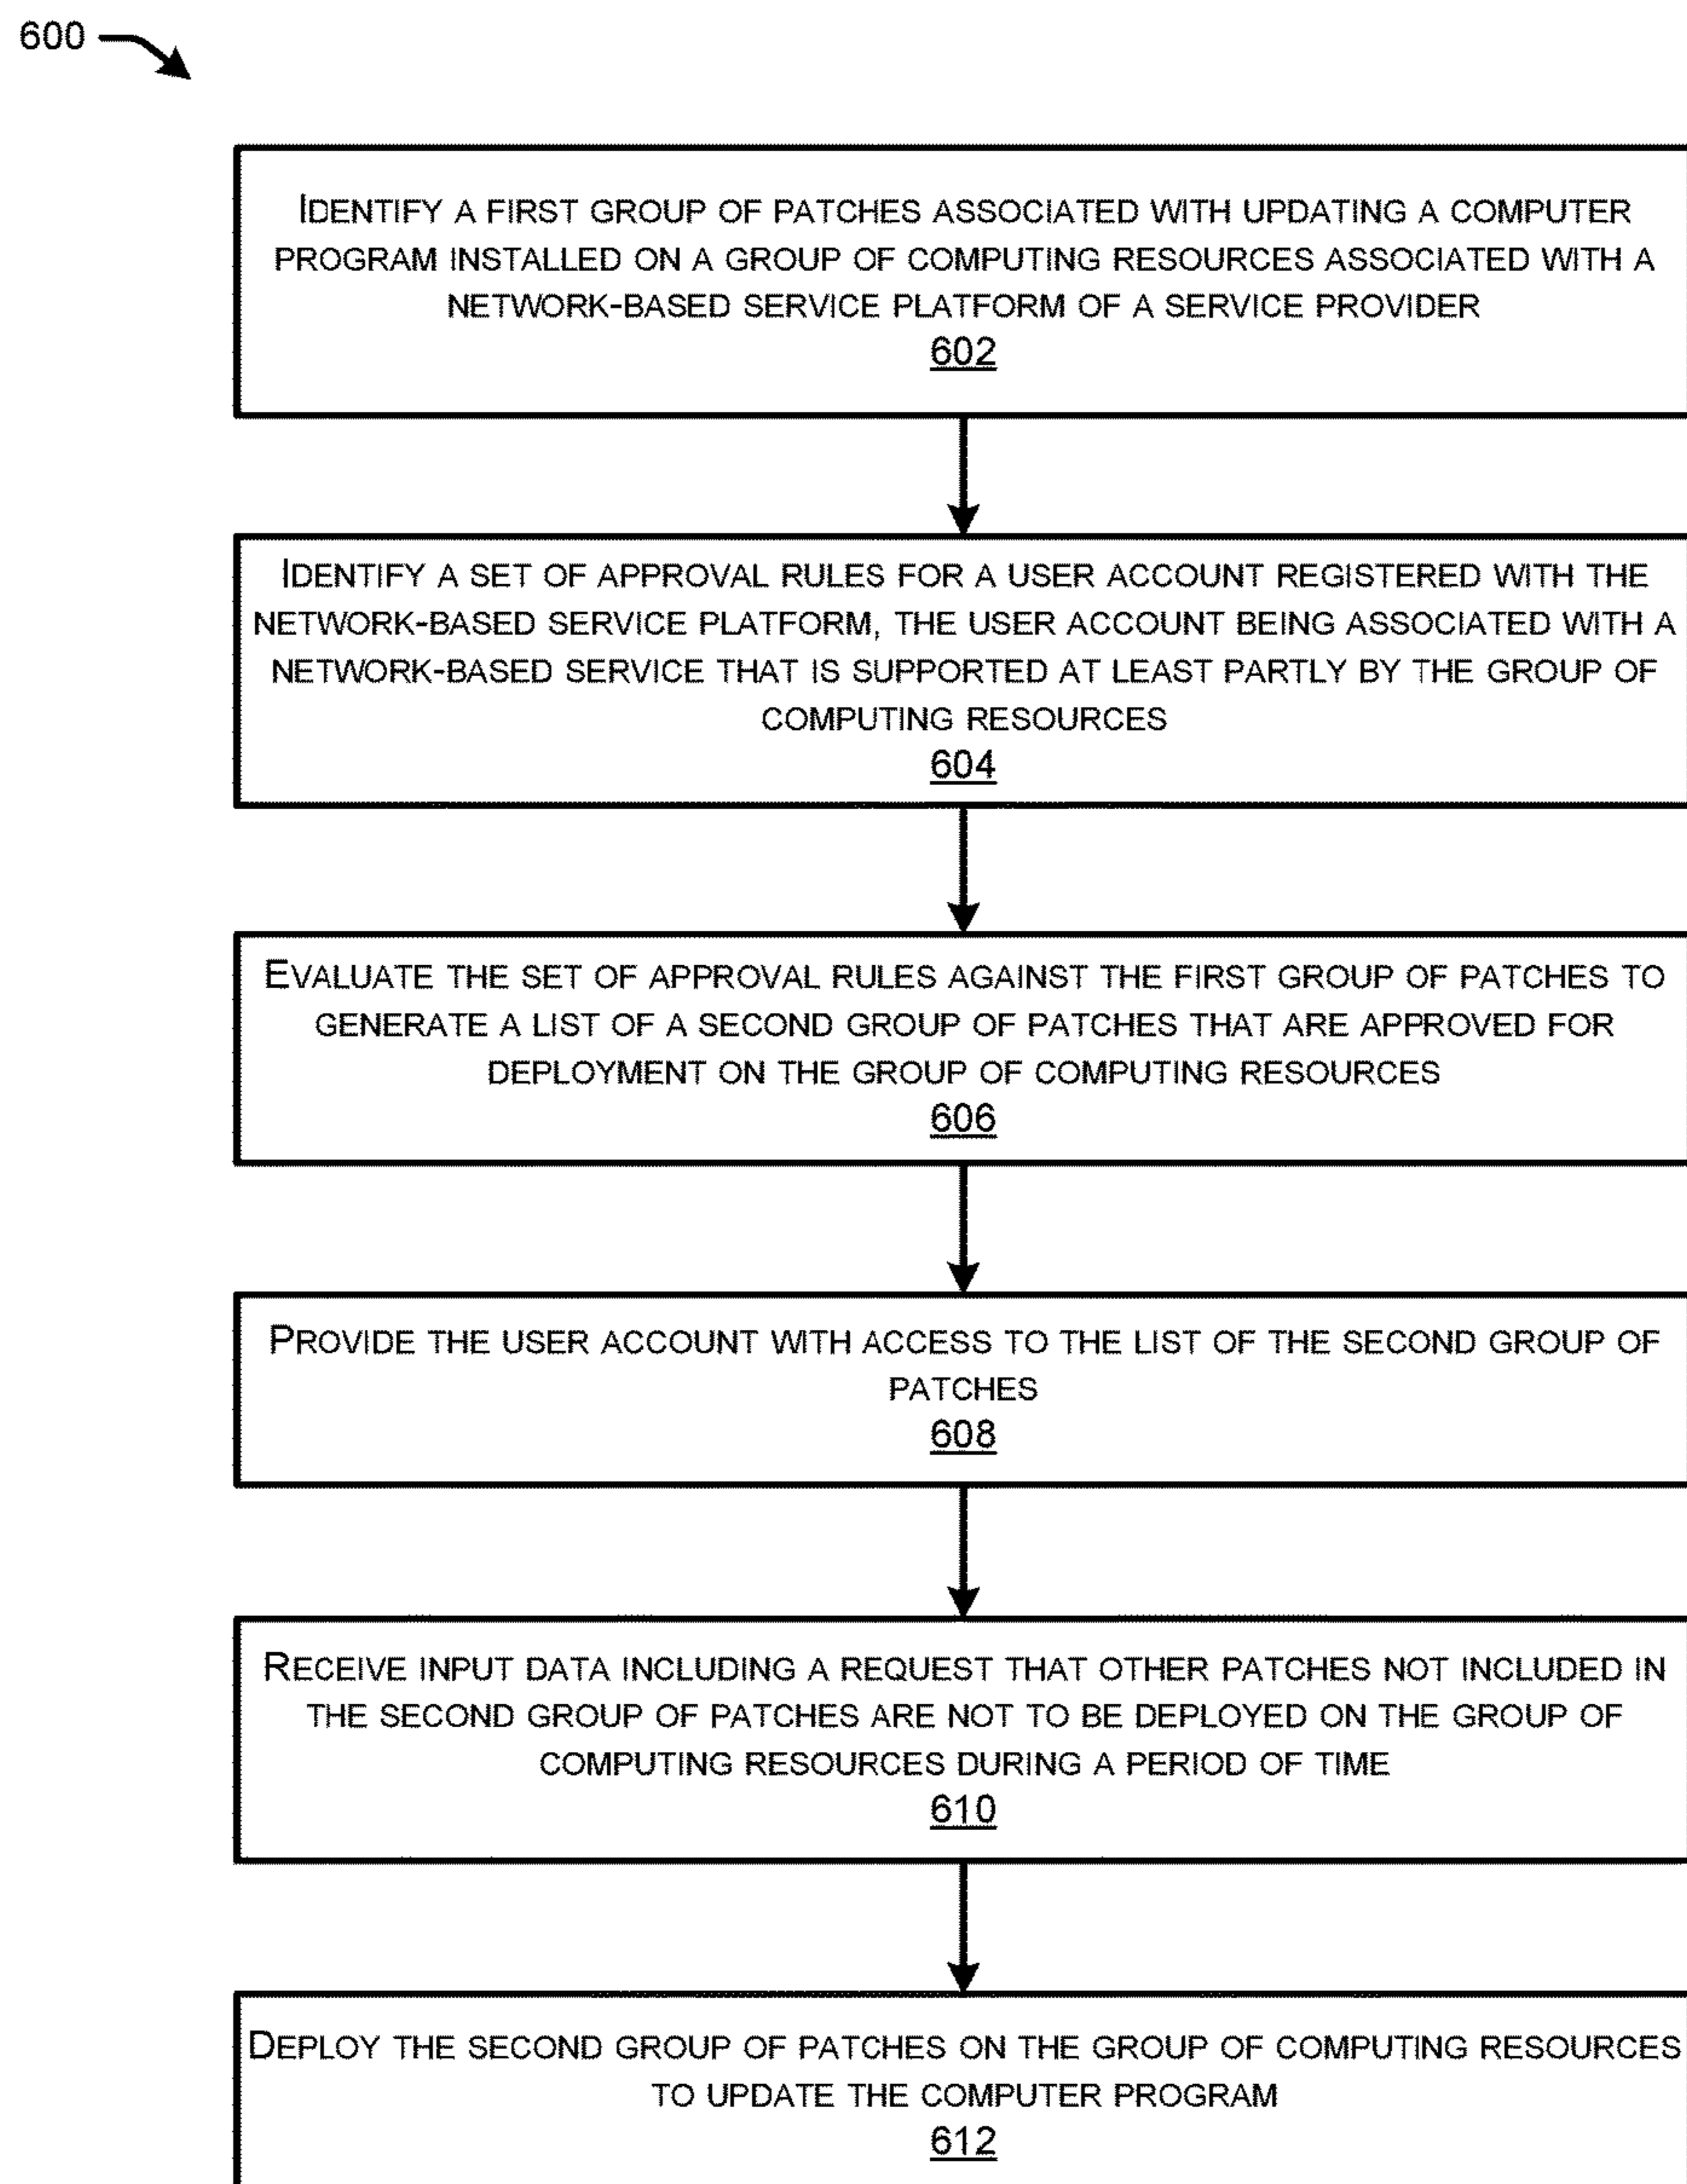 600
IDENTIFY A FIRST GROUP OF PATCHES ASSOCIATED WITH UPDATING A COMPUTER
PROGRAM INSTALLED ON A GROUP OF COMPUTING RESOURCES ASSOCIATED WITH A
NETWORK-BASED SERVICE PLATFORM OF A SERVICE PROVIDER
602
IDENTIFY A SET OF APPROVAL RULES FOR A USER ACCOUNT REGISTERED WITH THE
NETWORK-BASED SERVICE PLATFORM, THE USER ACCOUNT BEING ASSOCIATED WITH A
NETWORK-BASED SERVICE THAT IS SUPPORTED AT LEAST PARTLY BY THE GROUP OF
COMPUTING RESOURCES
604
EVALUATE THE SET OF APPROVAL RULES AGAINST THE FIRST GROUP OF PATCHES TO
GENERATE A LIST OF A SECOND GROUP OF PATCHES THAT ARE APPROVED FOR
DEPLOYMENT ON THE GROUP OF COMPUTING RESOURCES
606
PROVIDE THE USER ACCOUNT WITH ACCESS TO THE LIST OF THE SECOND GROUP OF
PATCHES
608
RECEIVE INPUT DATA INCLUDING A REQUEST THAT OTHER PATCHES NOT INCLUDED IN
THE SECOND GROUP OF PATCHES ARE NOT TO BE DEPLOYED ON THE GROUP OF
COMPUTING RESOURCES DURING A PERIOD OF TIME
610
DEPLOY THE SECOND GROUP OF PATCHES ON THE GROUP OF COMPUTING RESOURCES
TO UPDATE THE COMPUTER PROGRAM
612